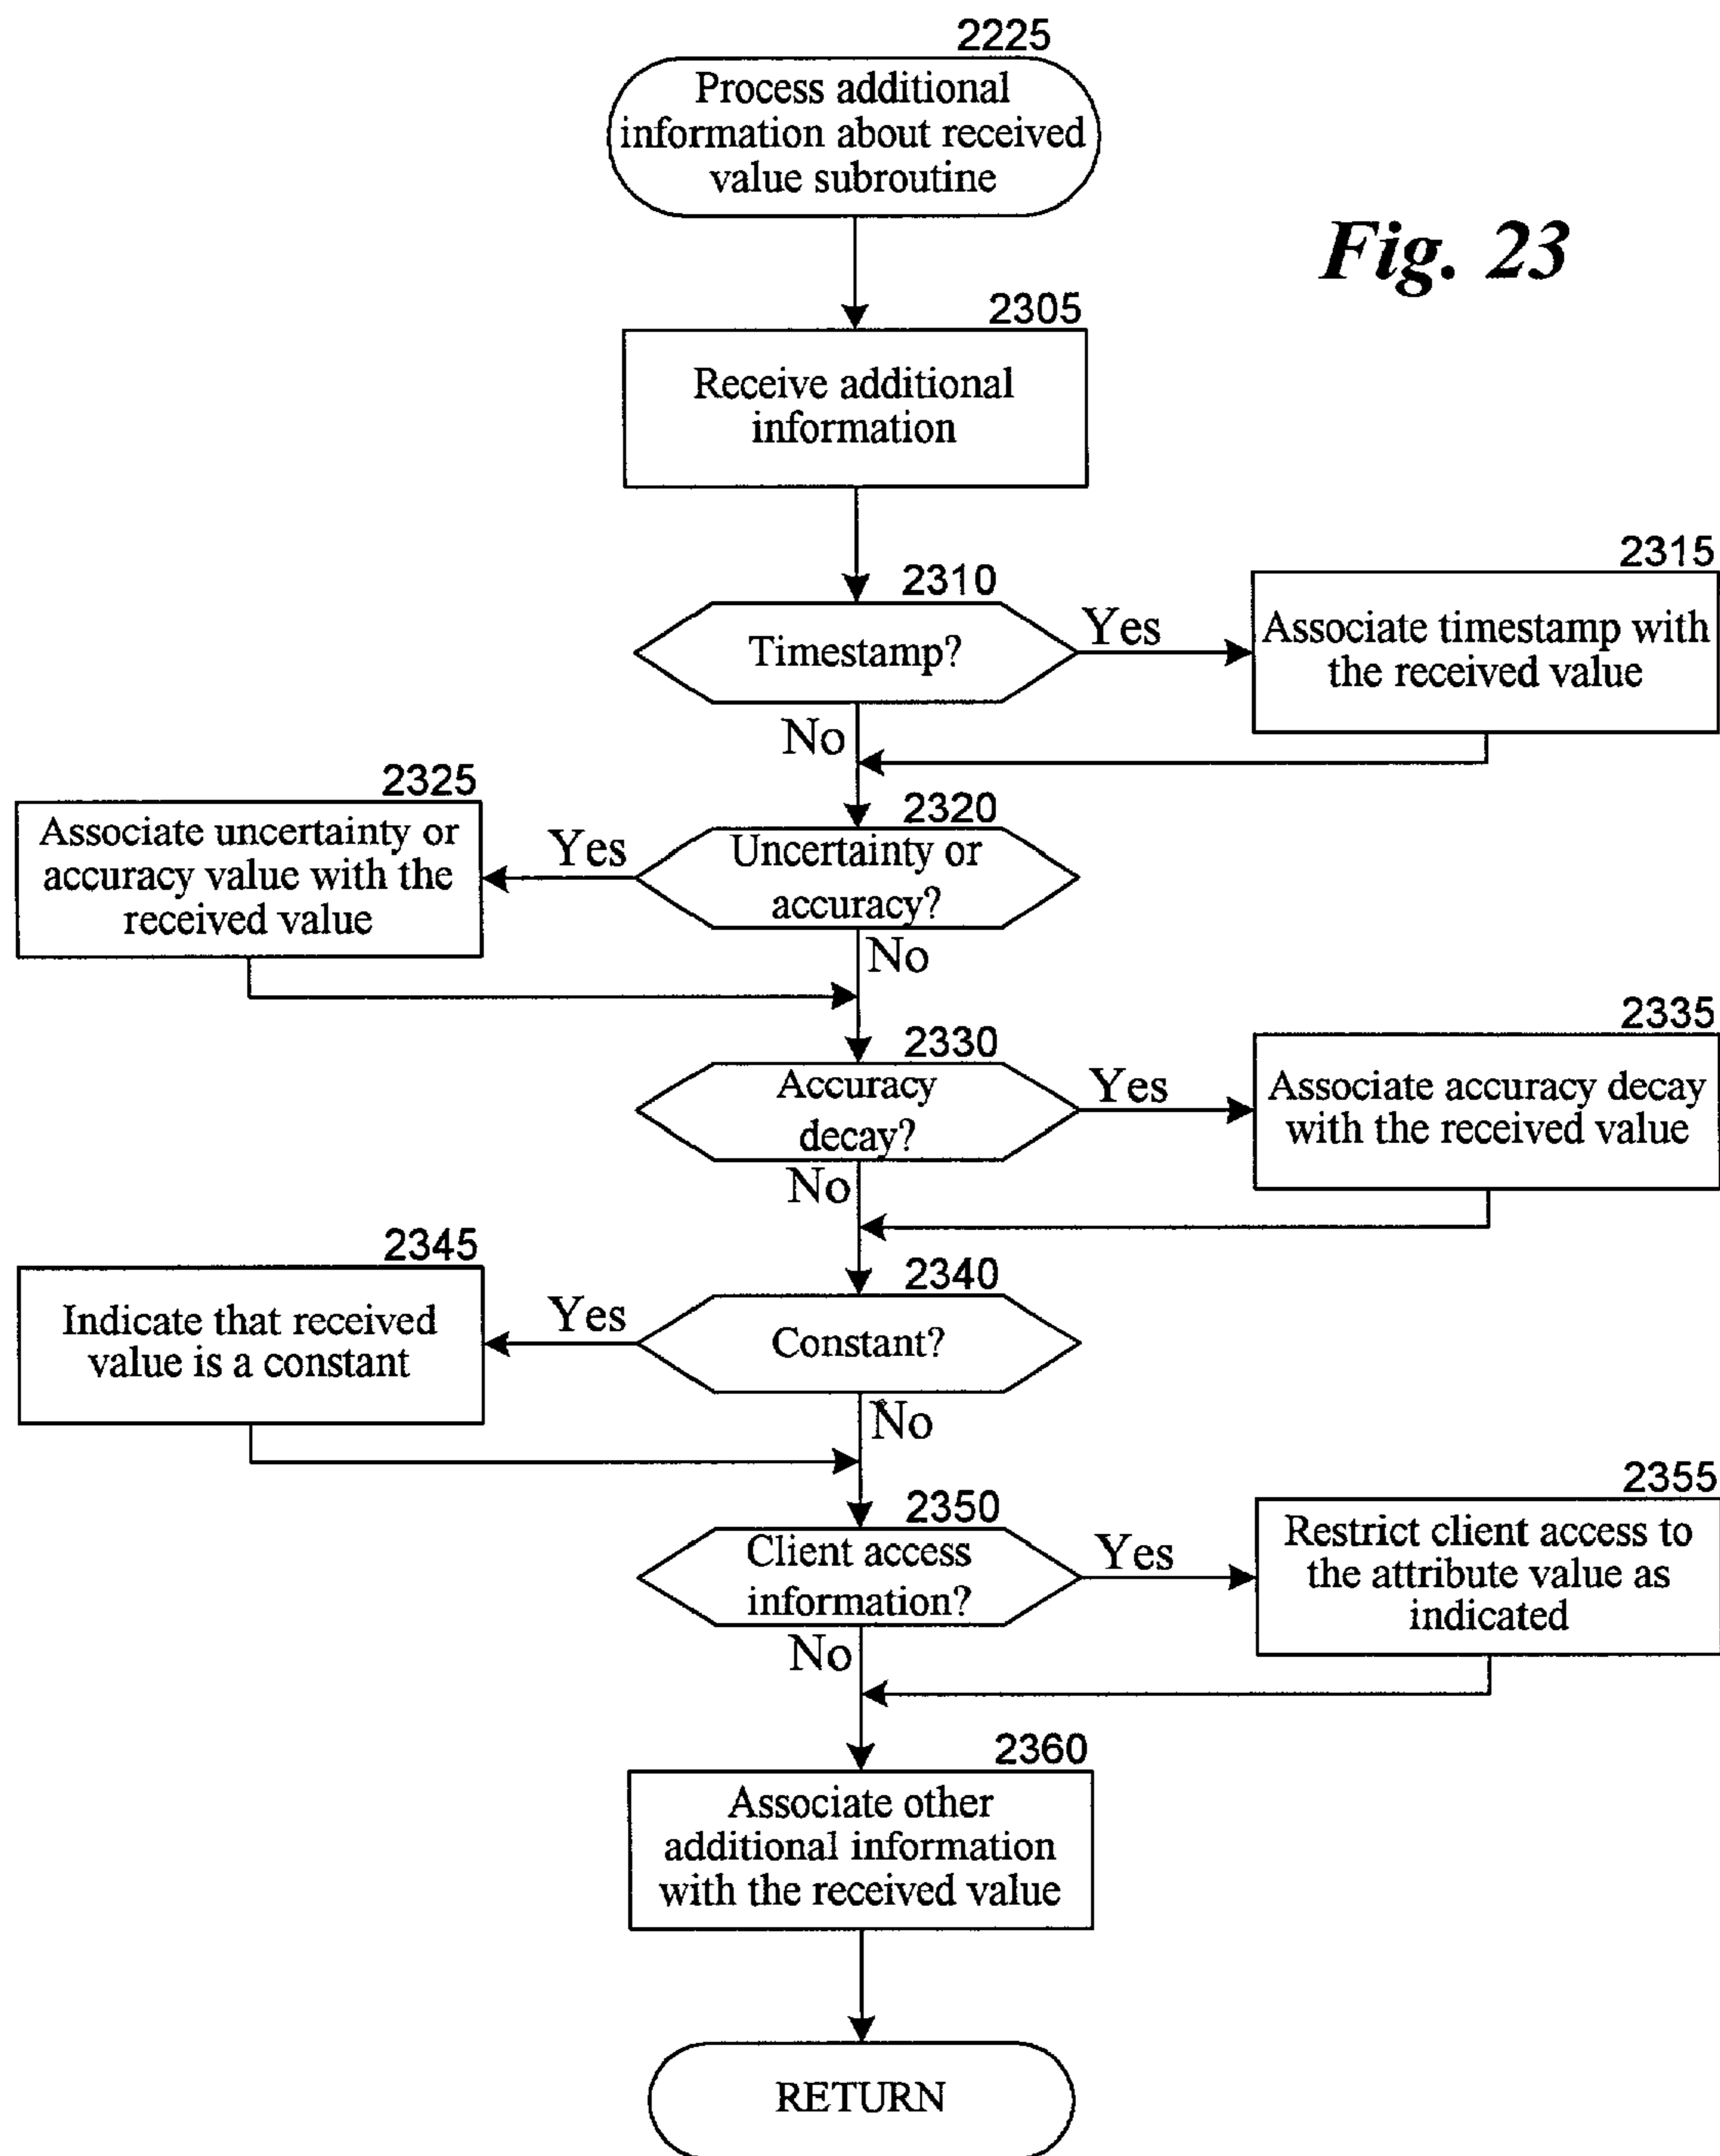 2225
Process additional
information about received
value subroutine
Fig. 23
2305
Receive additional
information
2310
Timestamp?
Yes
2315
Associate timestamp with
the received value
No
2320
Uncertainty or
accuracy?
Yes
2325
Associate uncertainty or
accuracy value with the
received value
No
2330
Accuracy
decay?
Yes
2335
Associate accuracy decay
with the received value
No
2340
Constant?
Yes
2345
Indicate that received
value is a constant
No
2350
Client access
information?
Yes
2355
Restrict client access to
the attribute value as
indicated
No
2360
Associate other
additional information
with the received value
RETURN